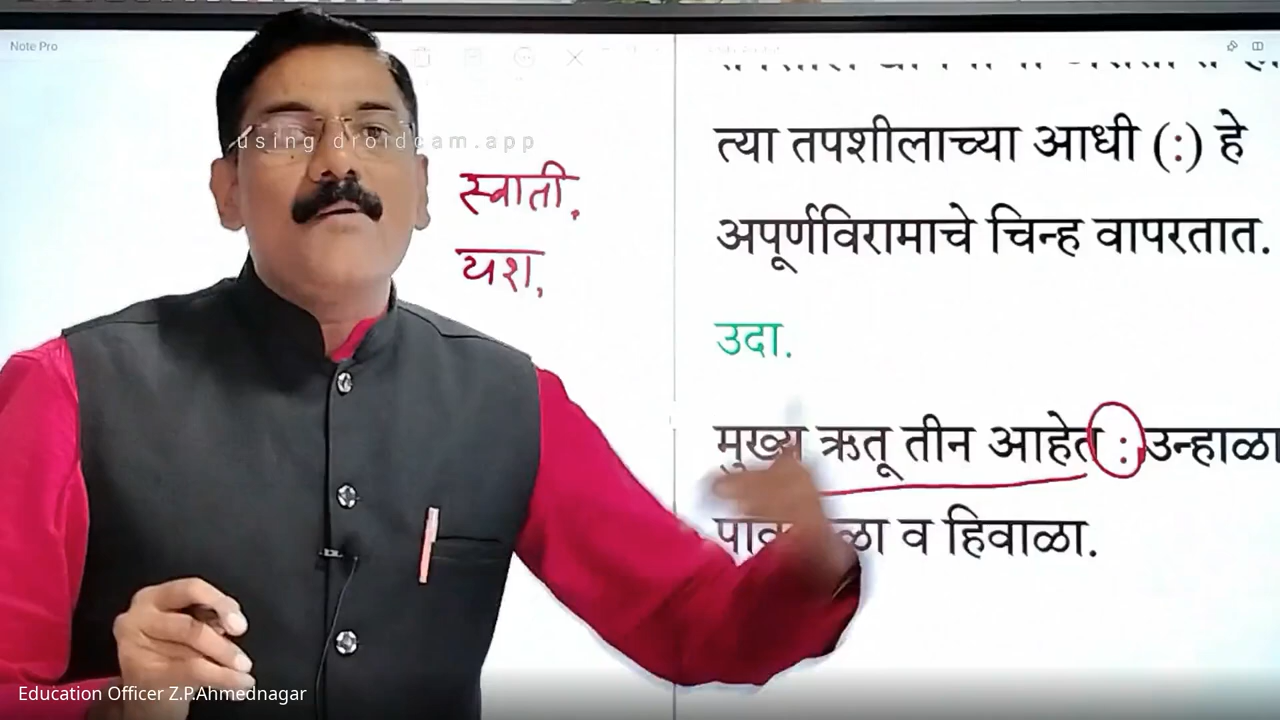 Note Pro
using droidcam.app
स्वाती.
यश,
त्या तपशीलाच्या आधी (:) हे
अपूर्णविरामाचे चिन्ह वापरतात.
उदा.
मुख्य ऋतू तीन आहेत : उन्हाळा
व हिवाळा.
Education Officer Z.P.Ahmednagar